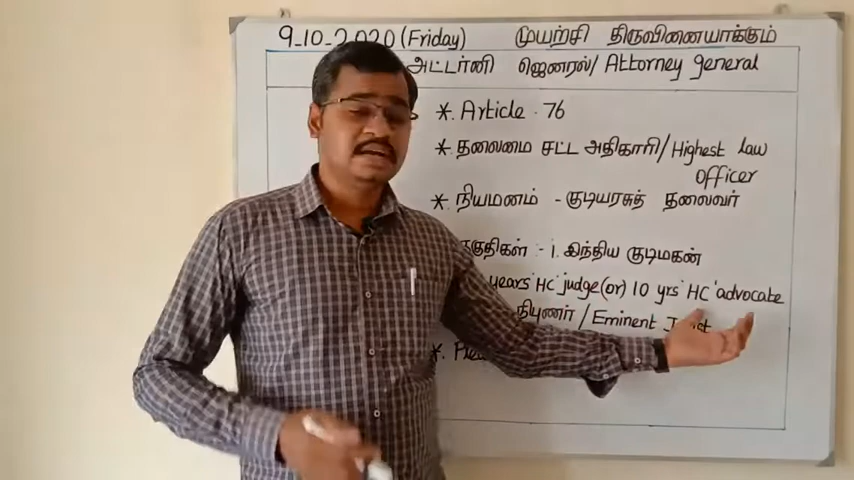 9-10-2020 (Friday) முயற்சி திருவினையாக்கும்
அட்டர்னி ஜெனரல்/Attorney General
*. Article - 76
*. தலைமை சட்ட அதிகாரி/Highest law
officer
*. நியமனம் - குடியரசுத் தலைவர்
தகுதிகள் :- 1. இந்திய குடிமகன்
years 'HC' judge (or) 10 yrs 'HC' advocate
நிபுணர்/Eminent
*.